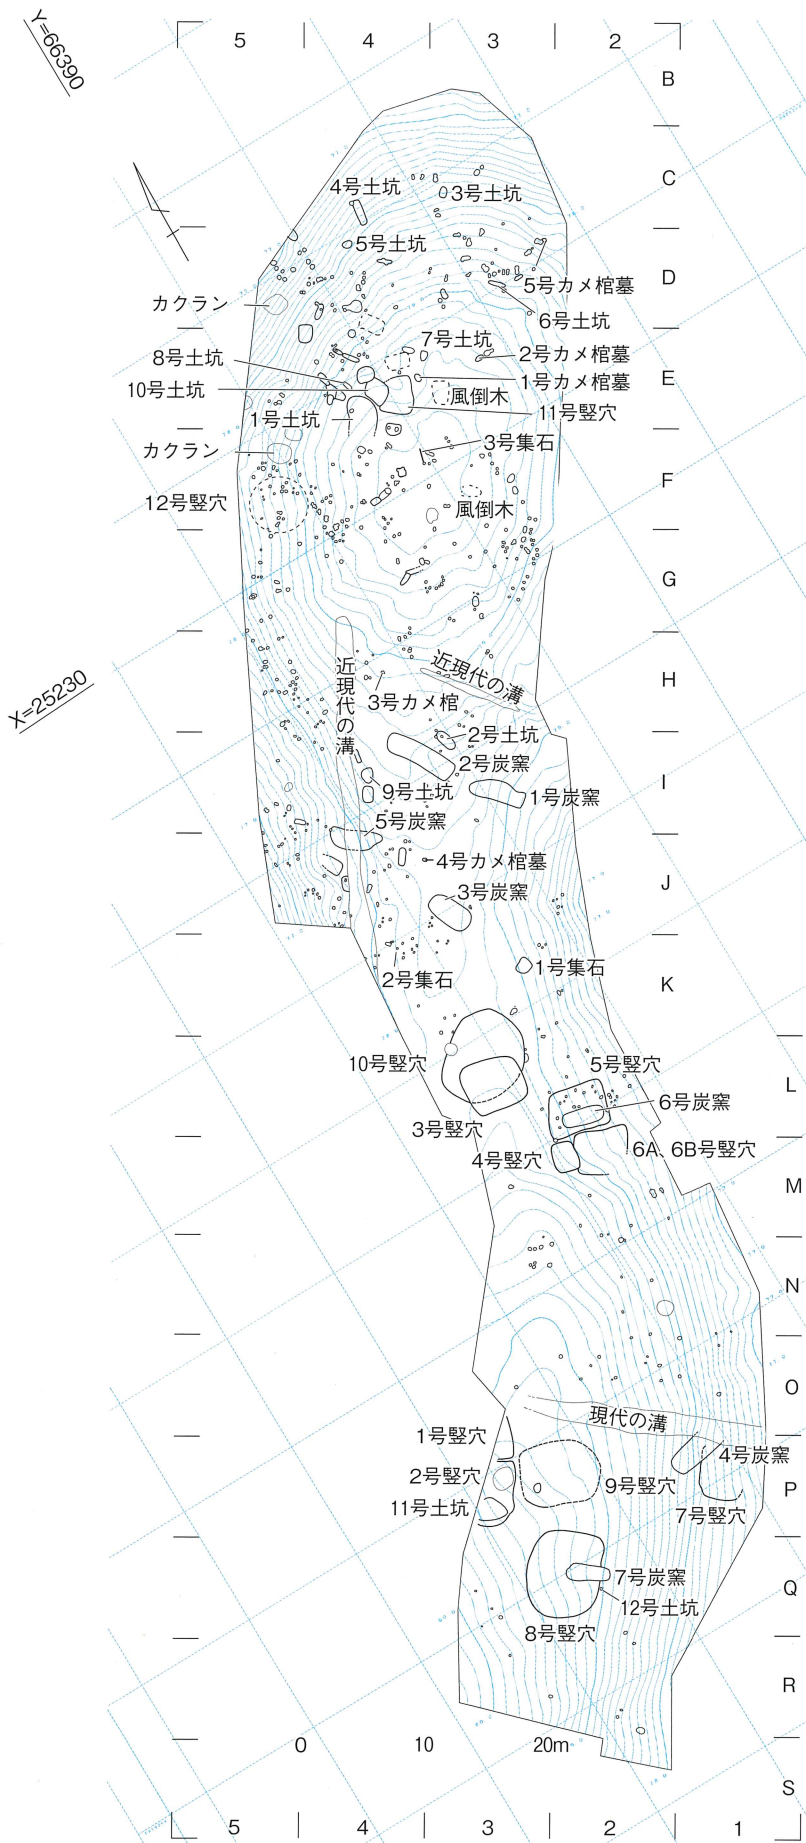 Y=66390
5
4
3
2
B
C
4号土坑
3号土坑
5号土坑
D
5号カメ棺墓
カクラン
6号土坑
7号土坑
8号土坑
2号カメ棺墓
E
10号土坑
1号カメ棺墓
風倒木
11号竪穴
1号土坑
3号集石
カクラン
F
12号竪穴
風倒木
G
近現代の溝
近現代の溝
H
X=25230
3号カメ棺
2号土坑
2号炭窯
I
9号土坑
1号炭窯
5号炭窯
4号カメ棺墓
J
3号炭窯
2号集石
1号集石
K
10号竪穴
5号竪穴
L
6号炭窯
3号竪穴
6A、6B号竪穴
4号竪穴
M
N
O
現代の溝
1号竪穴
4号炭窯
2号竪穴
9号竪穴
P
11号土坑
7号竪穴
7号炭窯
Q
12号土坑
8号竪穴
R
0
10
20m
S
5
4
3
2
1